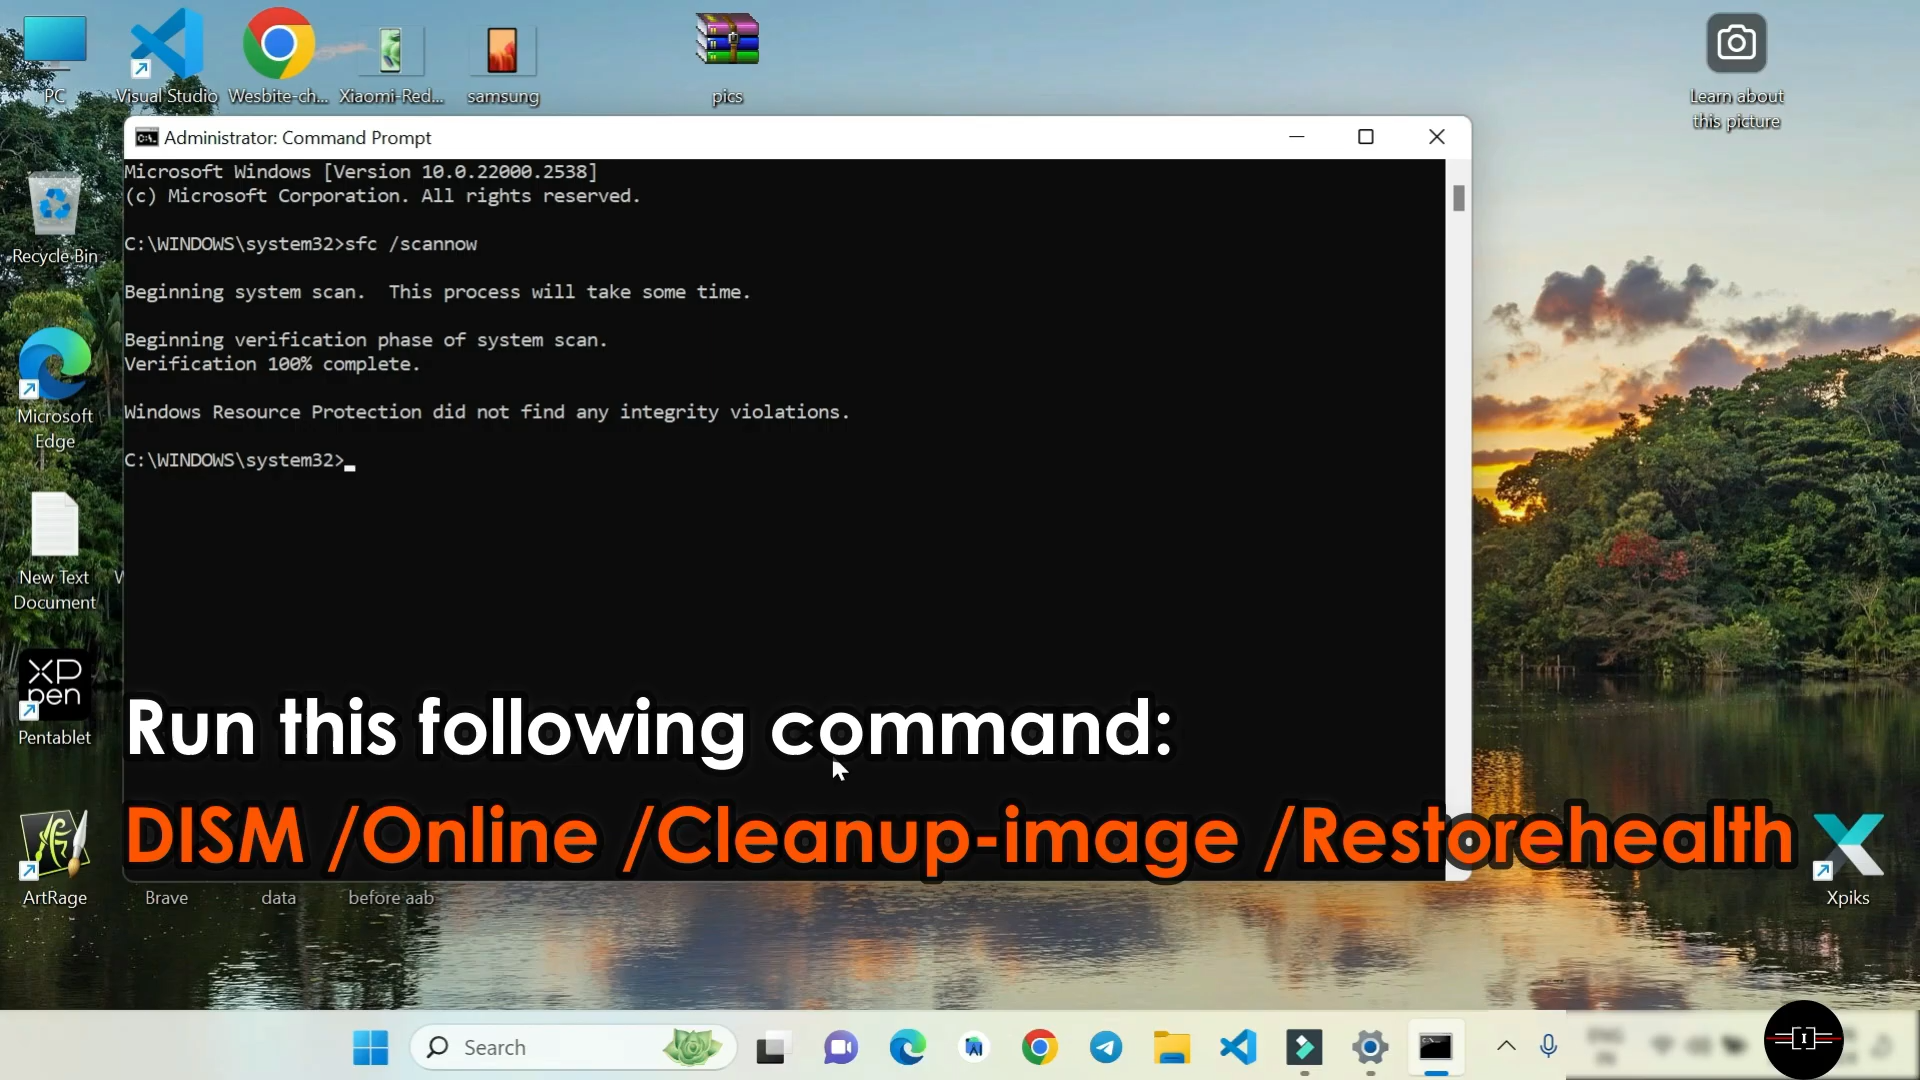 PC
Visual Studio
Wesbite-ch...
Xiaomi-Red...
samsung
pics
Learn about
this picture
Administrator: Command Prompt
Microsoft Windows [Version 10.0.22000.2538]
(c) Microsoft Corporation. All rights reserved.
C:\WINDOWS\system32>sfc /scannow
Beginning system scan.  This process will take some time.
Beginning verification phase of system scan.
Verification 100% complete.
Windows Resource Protection did not find any integrity violations.
C:\WINDOWS\system32>
Recycle Bin
Microsoft
Edge
New Text
Document
XP
pen
Pentablet
Run this following command:
DISM /Online /Cleanup-image /Restorehealth
ArtRage
Brave
data
before aab
Xpiks
Search